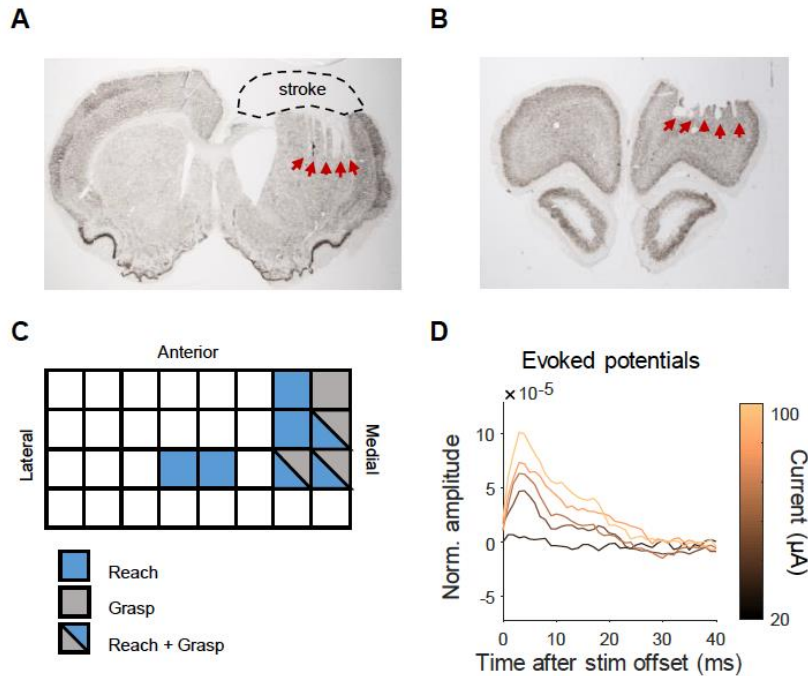 A
B
stroke
C
Anterior
Lateral
Medial
Reach
Grasp
Reach + Grasp
D
Evoked potentials
× 10⁻⁵
Norm. amplitude
10
5
0
-5
0 10 20 30 40
Time after stim offset (ms)
100
20
Current (μA)